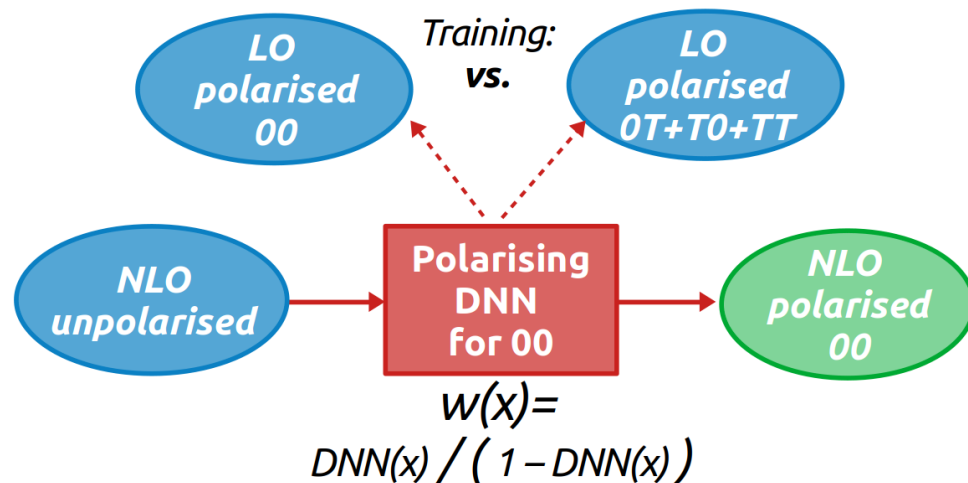 LO
polarised
00
Training:
vs.
LO
polarised
0T+T0+TT
NLO
unpolarised
Polarising
DNN
for 00
NLO
polarised
00
w(x)=
DNN(x) / ( 1 – DNN(x) )